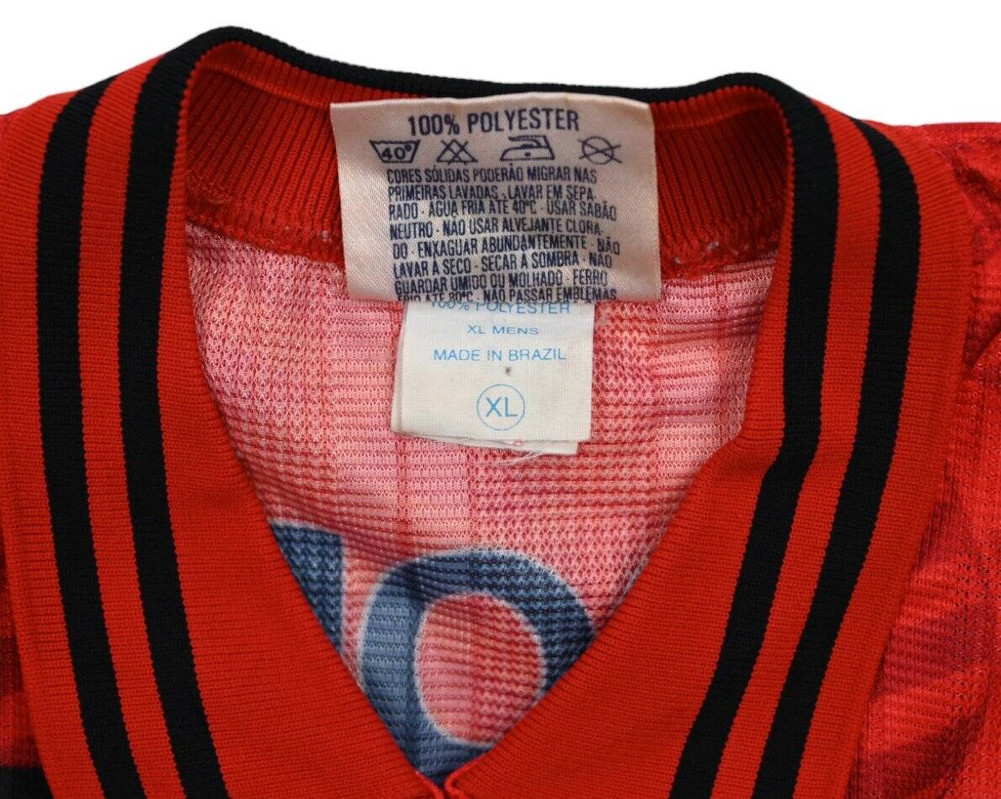 100% POLYESTER
40°
CORES SÓLIDAS PODERÃO MIGRAR NAS
PRIMEIRAS LAVADAS - LAVAR EM SEPA-
RADO - AGUA FRIA ATÉ 40°C - USAR SABÃO
NEUTRO - NÃO USAR ALVEJANTE CLORA-
DO - ENXAGUAR ABUNDANTEMENTE - NÃO
LAVAR A SECO - SECAR A SOMBRA - NÃO
GUARDAR UMIDO OU MOLHADO - FERRO
FRIO ATÉ 80°C - NÃO PASSAR EMBLEMAS
100% POLYESTER
XL MENS
MADE IN BRAZIL
XL